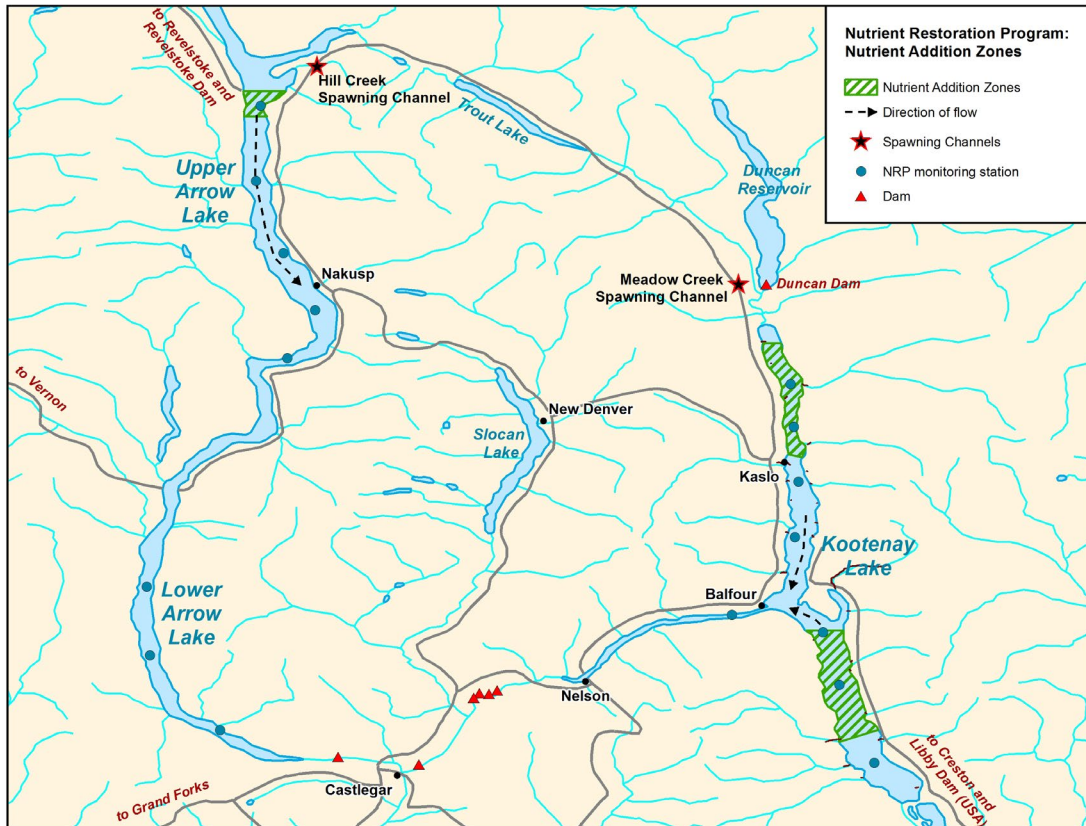 to Revelstoke and
Revelstoke Dam
Hill Creek
Spawning Channel
Trout Lake
Upper
Arrow
Lake
Nakusp
Duncan
Reservoir
Meadow Creek
Spawning Channel
Duncan Dam
to Vernon
New Denver
Slocan
Lake
Kaslo
Kootenay
Lake
Balfour
Lower
Arrow
Lake
Nelson
Castlegar
to Grand Forks
to Creston and
Libby Dam (USA)
Nutrient Restoration Program:
Nutrient Addition Zones
Nutrient Addition Zones
Direction of flow
Spawning Channels
NRP monitoring station
Dam